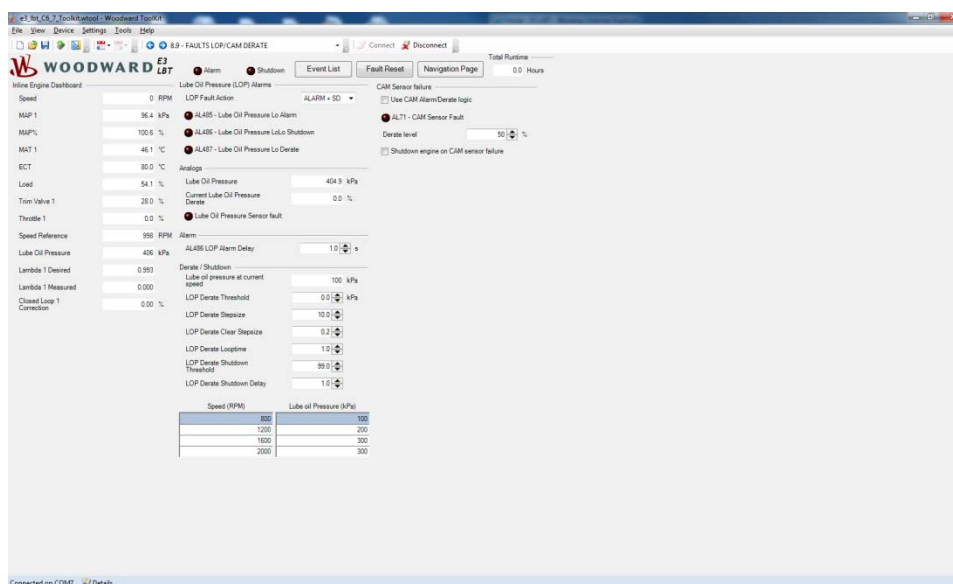 e3_lbt_C6_7_Toolkit.wtool - Woodward ToolKit
File View Device Settings Tools Help
8.9 - FAULTS LOP/CAM DERATE Connect Disconnect
WOODWARD E3 LBT
Alarm Shutdown Event List Fault Reset Navigation Page
Total Runtime
0.0 Hours
Inline Engine Dashboard
Speed 0 RPM
MAP 1 96.4 kPa
MAP% 100.6 %
MAT 1 46.1 °C
ECT 80.0 °C
Load 54.1 %
Trim Valve 1 28.0 %
Throttle 1 0.0 %
Speed Reference 998 RPM
Lube Oil Pressure 406 kPa
Lambda 1 Desired 0.993
Lambda 1 Measured 0.000
Closed Loop 1
Correction 0.00 %
Lube Oil Pressure (LOP) Alarms
LOP Fault Action ALARM + SD
AL485 - Lube Oil Pressure Lo Alarm
AL486 - Lube Oil Pressure LoLo Shutdown
AL487 - Lube Oil Pressure Lo Derate
Analogs
Lube Oil Pressure 404.9 kPa
Current Lube Oil Pressure
Derate 0.0 %
Lube Oil Pressure Sensor fault
Alarm
AL486 LOP Alarm Delay 1.0 s
Derate / Shutdown
Lube oil pressure at current
speed 100 kPa
LOP Derate Threshold 0.0 kPa
LOP Derate Stepsize 10.0
LOP Derate Clear Stepsize 0.2
LOP Derate Looptime 1.0
LOP Derate Shutdown
Threshold 99.0
LOP Derate Shutdown Delay 1.0
Speed (RPM) Lube oil Pressure (kPa)
800 100
1200 200
1600 300
2000 300
CAM Sensor failure
Use CAM Alarm/Derate logic
AL71 - CAM Sensor Fault
Derate level 50 %
Shutdown engine on CAM sensor failure
Connected on COM7 Details